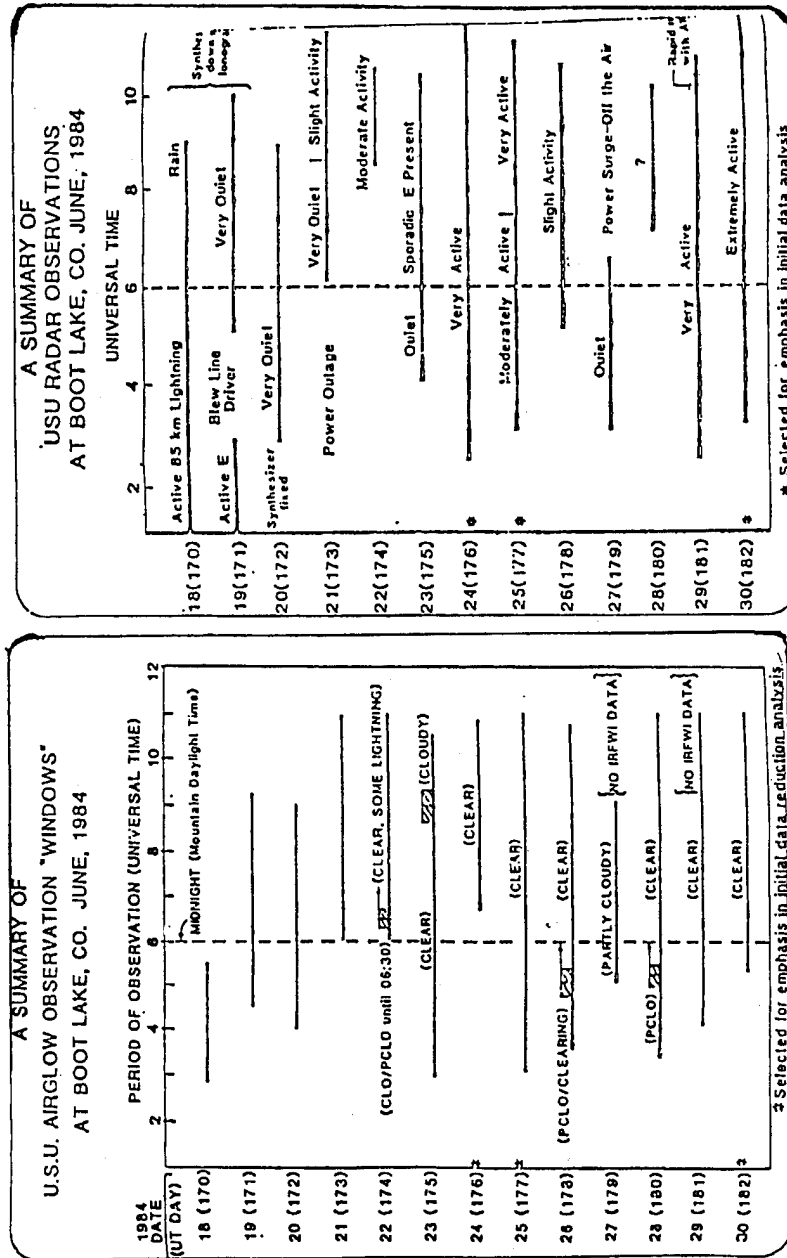 A SUMMARY OF
U.S.U. AIRGLOW OBSERVATION "WINDOWS"
AT BOOT LAKE, CO. JUNE, 1984
1984
DATE
(UT DAY)
PERIOD OF OBSERVATION (UNIVERSAL TIME)
2 4 6 8 10 12
MIDNIGHT (Mountain Daylight Time)
18 (170)
19 (171)
20 (172)
21 (173)
22 (174) (CLO/PCLO until 06:30) (CLEAR, SOME LIGHTNING)
23 (175) (CLEAR) (CLOUDY)
24 (176)* (CLEAR)
25 (177)* (CLEAR)
26 (178) (PCLO/CLEARING) (CLEAR)
27 (179) (PARTLY CLOUDY) {NO IRFWI DATA}
28 (180) (PCLO) (CLEAR)
29 (181) (CLEAR) {NO IRFWI DATA}
30 (182)* (CLEAR)
* Selected for emphasis in initial data reduction analysis
A SUMMARY OF
USU RADAR OBSERVATIONS
AT BOOT LAKE, CO. JUNE, 1984
UNIVERSAL TIME
2 4 6 8 10
18(170) Active 85 km Lightning Rain
Synthes
down a
Ionogra
19(171) Active E Blew Line
Driver Very Quiet
20(172) Synthesizer
fixed Very Quiet
21(173) Power Outage Very Quiet | Slight Activity
22(174) Moderate Activity
23(175) Quiet Sporadic E Present
24(176) * Very Active
25(177) * Moderately Active | Very Active
26(178) Slight Activity
27(179) Quiet Power Surge-Off the Air
28(180) ?
29(181) Very Active
Rapid
with
30(182) * Extremely Active
* Selected for emphasis in initial data analysis